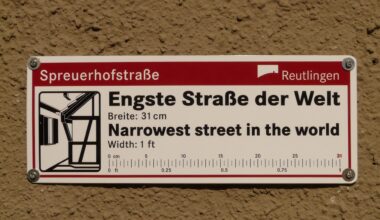 Spreuerhofstraße
Reutlingen
Engste Straße der Welt
Breite: 31 cm
Narrowest street in the world
Width: 1 ft
0 cm 5 10 15 20 25 30 31
0 ft 0.25 0.5 0.75 1